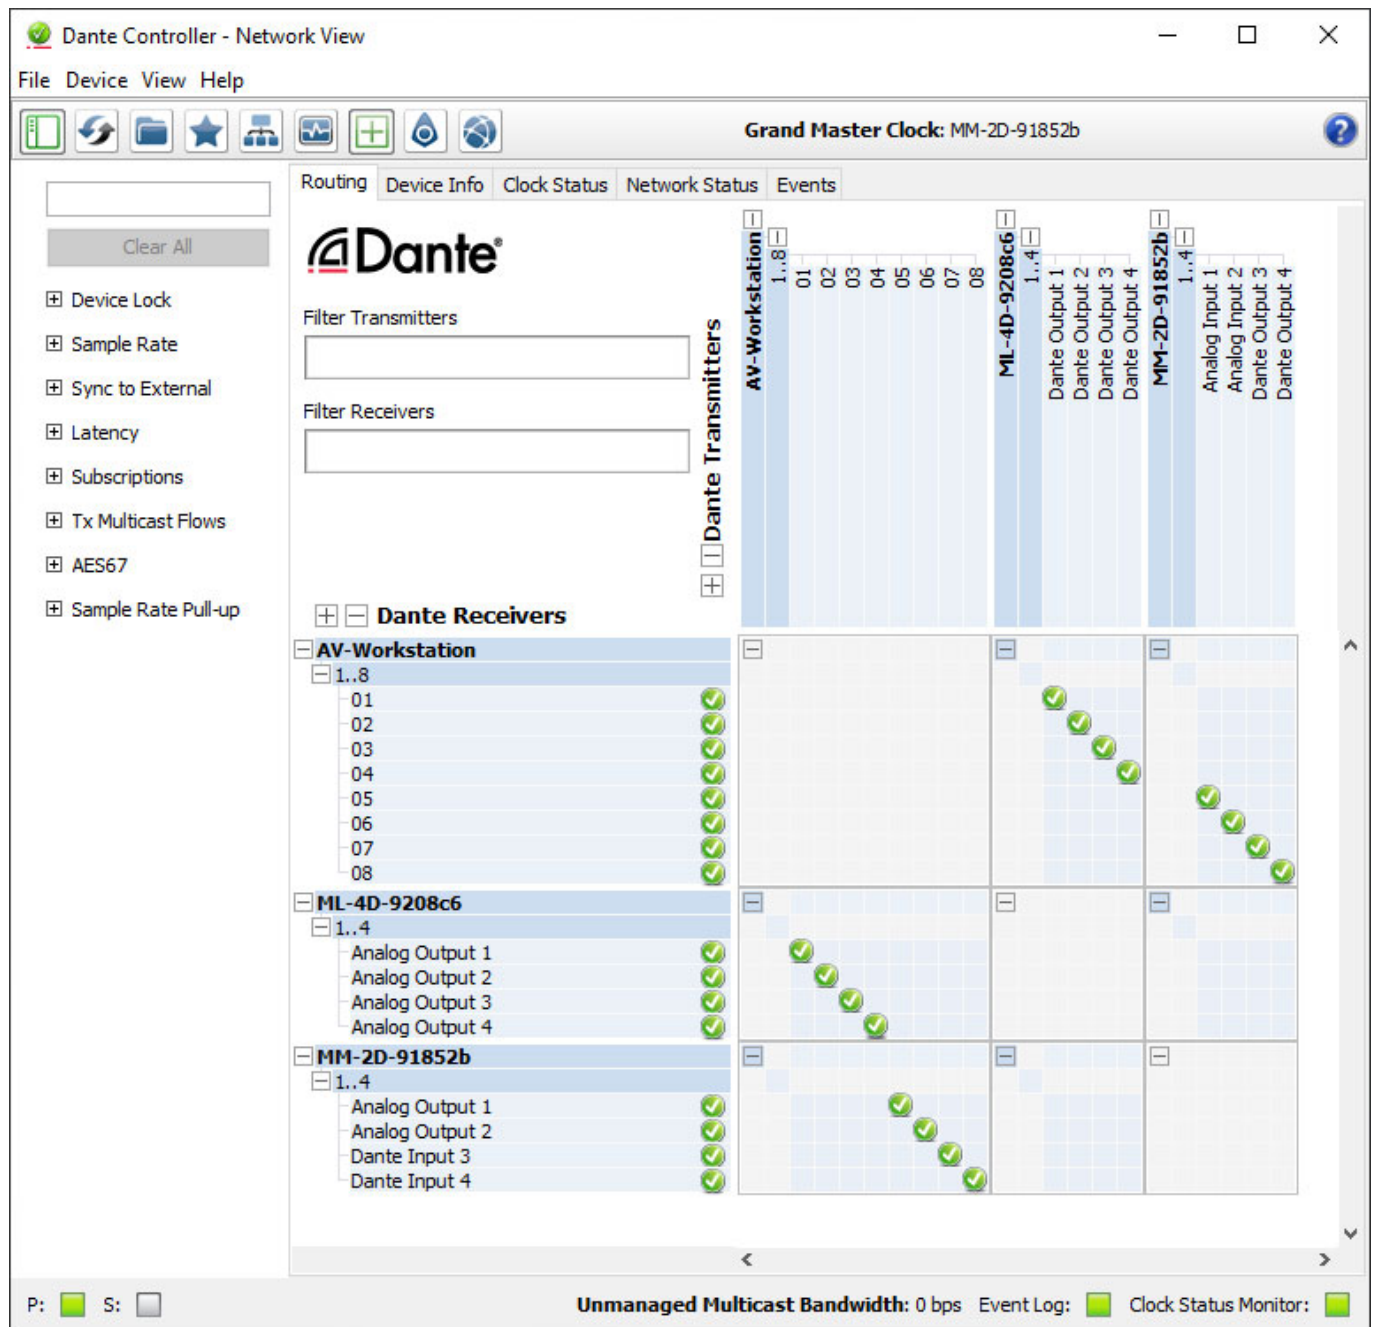 Dante Controller - Network View
File Device View Help
Grand Master Clock: MM-2D-91852b
?
Clear All
Device Lock
Sample Rate
Sync to External
Latency
Subscriptions
Tx Multicast Flows
AES67
Sample Rate Pull-up
Routing Device Info Clock Status Network Status Events
Dante®
Filter Transmitters
Filter Receivers
Dante Transmitters
AV-Workstation
1..8
01
02
03
04
05
06
07
08
ML-4D-9208c6
1..4
Dante Output 1
Dante Output 2
Dante Output 3
Dante Output 4
MM-2D-91852b
1..4
Analog Input 1
Analog Input 2
Dante Output 3
Dante Output 4
Dante Receivers
AV-Workstation
1..8
01
02
03
04
05
06
07
08
ML-4D-9208c6
1..4
Analog Output 1
Analog Output 2
Analog Output 3
Analog Output 4
MM-2D-91852b
1..4
Analog Output 1
Analog Output 2
Dante Input 3
Dante Input 4
P: S: Unmanaged Multicast Bandwidth: 0 bps Event Log: Clock Status Monitor: